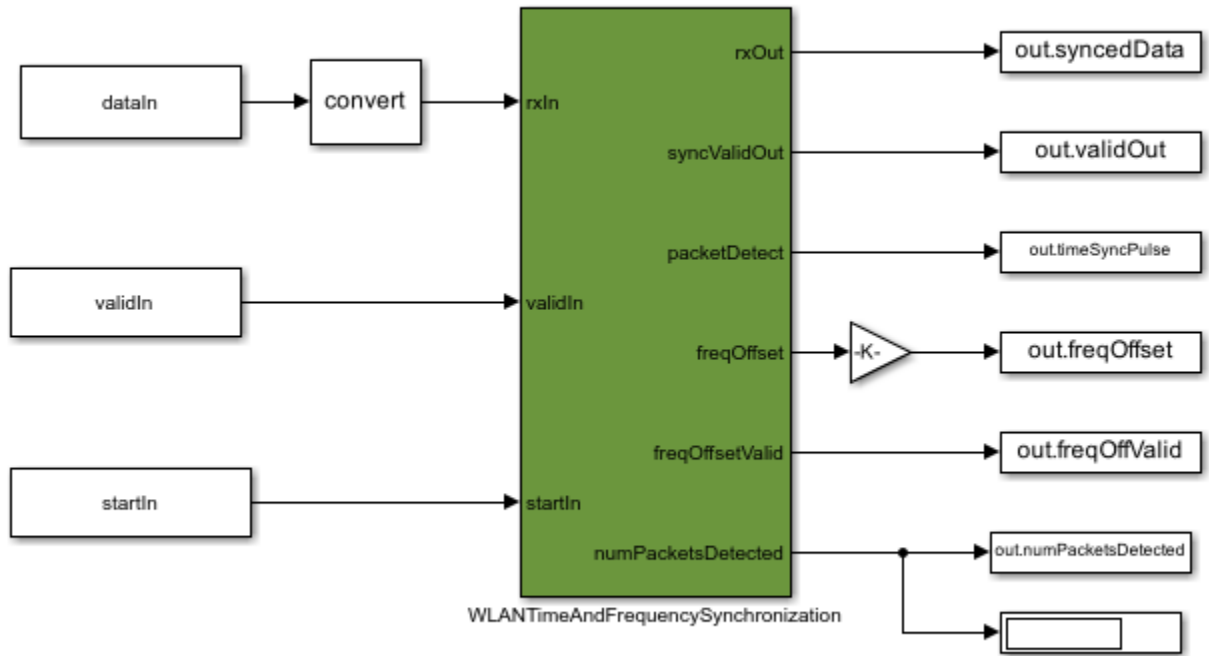 dataIn
convert
validIn
startIn
rxIn
validIn
startIn
rxOut
syncValidOut
packetDetect
freqOffset
freqOffsetValid
numPacketsDetected
WLANTimeAndFrequencySynchronization
-K-
out.syncedData
out.validOut
out.timeSyncPulse
out.freqOffset
out.freqOffValid
out.numPacketsDetected